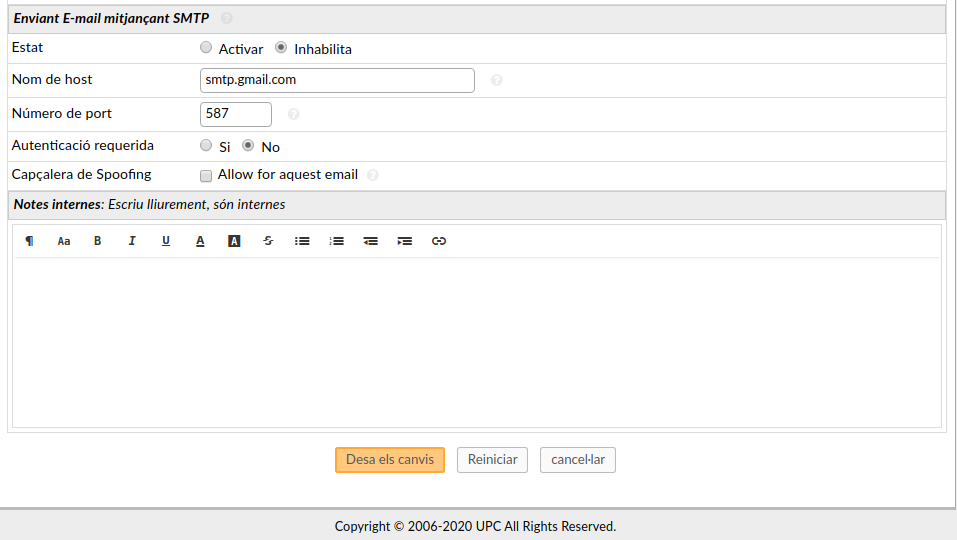 Enviant E-mail mitjançant SMTP ?
Estat Activar Inhabilita
Nom de host smtp.gmail.com ?
Número de port 587 ?
Autenticació requerida Si No
Capçalera de Spoofing Allow for aquest email ?
Notes internes: Escriu lliurement, són internes
¶ Aa B I U A A S
Desa els canvis Reiniciar cancel·lar
Copyright © 2006-2020 UPC All Rights Reserved.